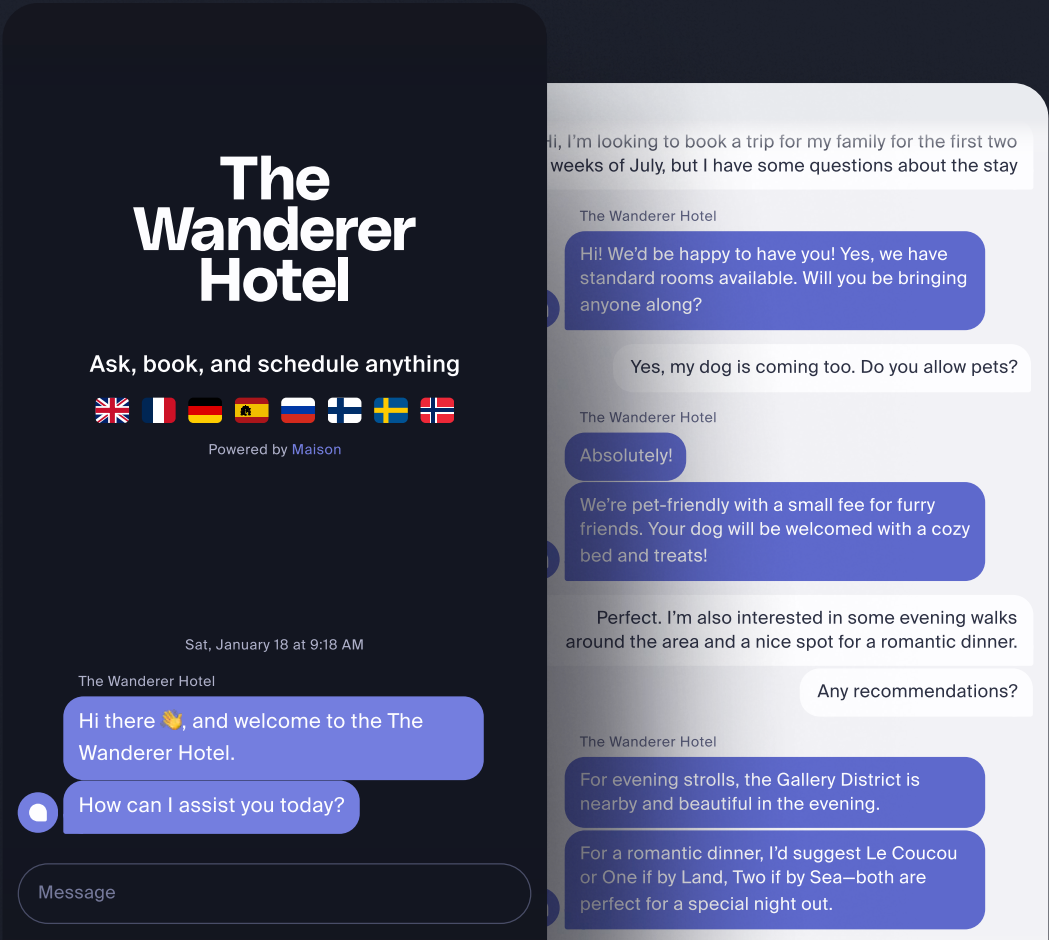 The
Wanderer
Hotel
Ask, book, and schedule anything
Powered by Maison
Sat, January 18 at 9:18 AM
The Wanderer Hotel
Hi there 👋, and welcome to the The
Wanderer Hotel.
How can I assist you today?
Message
Hi, I’m looking to book a trip for my family for the first two
weeks of July, but I have some questions about the stay
The Wanderer Hotel
Hi! We’d be happy to have you! Yes, we have
standard rooms available. Will you be bringing
anyone along?
Yes, my dog is coming too. Do you allow pets?
The Wanderer Hotel
Absolutely!
We’re pet-friendly with a small fee for furry
friends. Your dog will be welcomed with a cozy
bed and treats!
Perfect. I’m also interested in some evening walks
around the area and a nice spot for a romantic dinner.
Any recommendations?
The Wanderer Hotel
For evening strolls, the Gallery District is
nearby and beautiful in the evening.
For a romantic dinner, I’d suggest Le Coucou
or One if by Land, Two if by Sea—both are
perfect for a special night out.